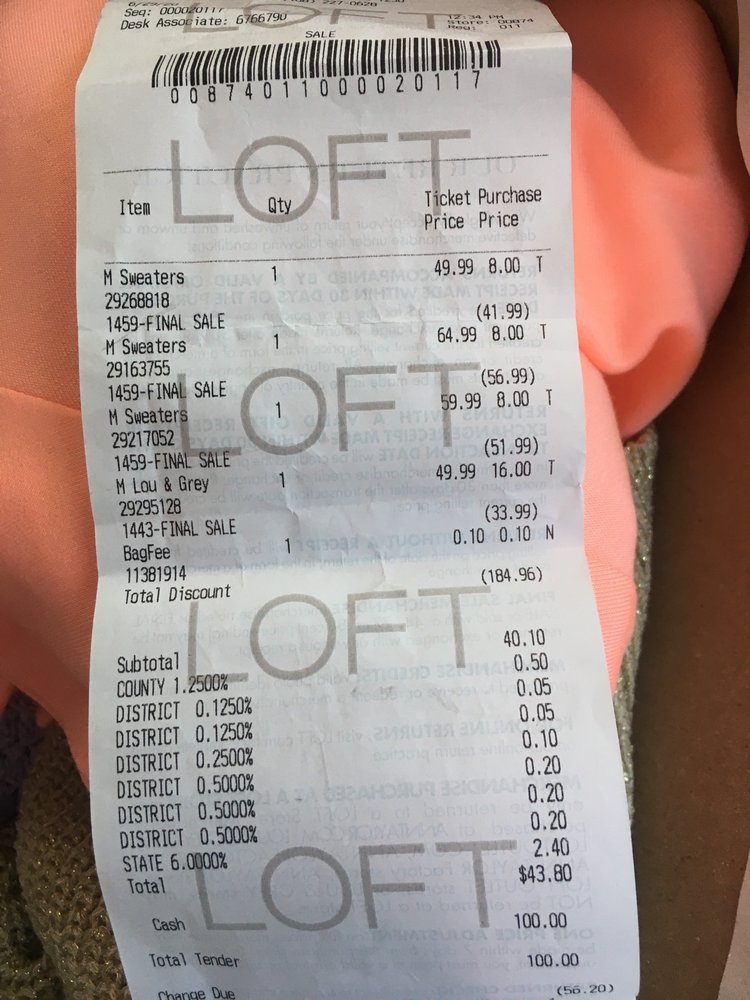 Seq: 000020117
Desk Associate: 6766790
12:34 PM
Store: 00874
Reg: 011
SALE
0087401100020117
LOFT
Item Qty Ticket Purchase
Price Price
M Sweaters 1 49.99 8.00 T
29268818
1459-FINAL SALE (41.99)
M Sweaters 1 64.99 8.00 T
29163755
1459-FINAL SALE (56.99)
M Sweaters 1 59.99 8.00 T
29217052
1459-FINAL SALE (51.99)
M Lou & Grey 1 49.99 16.00 T
29295128
1443-FINAL SALE (33.99)
BagFee 1 0.10 0.10 N
11381914
Total Discount (184.96)
LOFT
LOFT
Subtotal 40.10
COUNTY 1.2500% 0.50
DISTRICT 0.1250% 0.05
DISTRICT 0.1250% 0.05
DISTRICT 0.2500% 0.10
DISTRICT 0.5000% 0.20
DISTRICT 0.5000% 0.20
DISTRICT 0.5000% 0.20
STATE 6.0000% 2.40
Total $43.80
LOFT
Cash 100.00
Total Tender 100.00
Change Due (56.20)